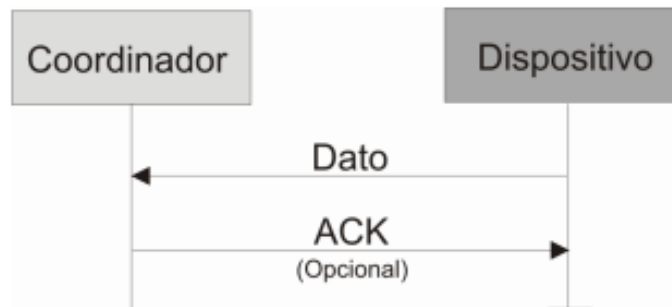 Coordinador
Dispositivo
Dato
ACK
(Opcional)